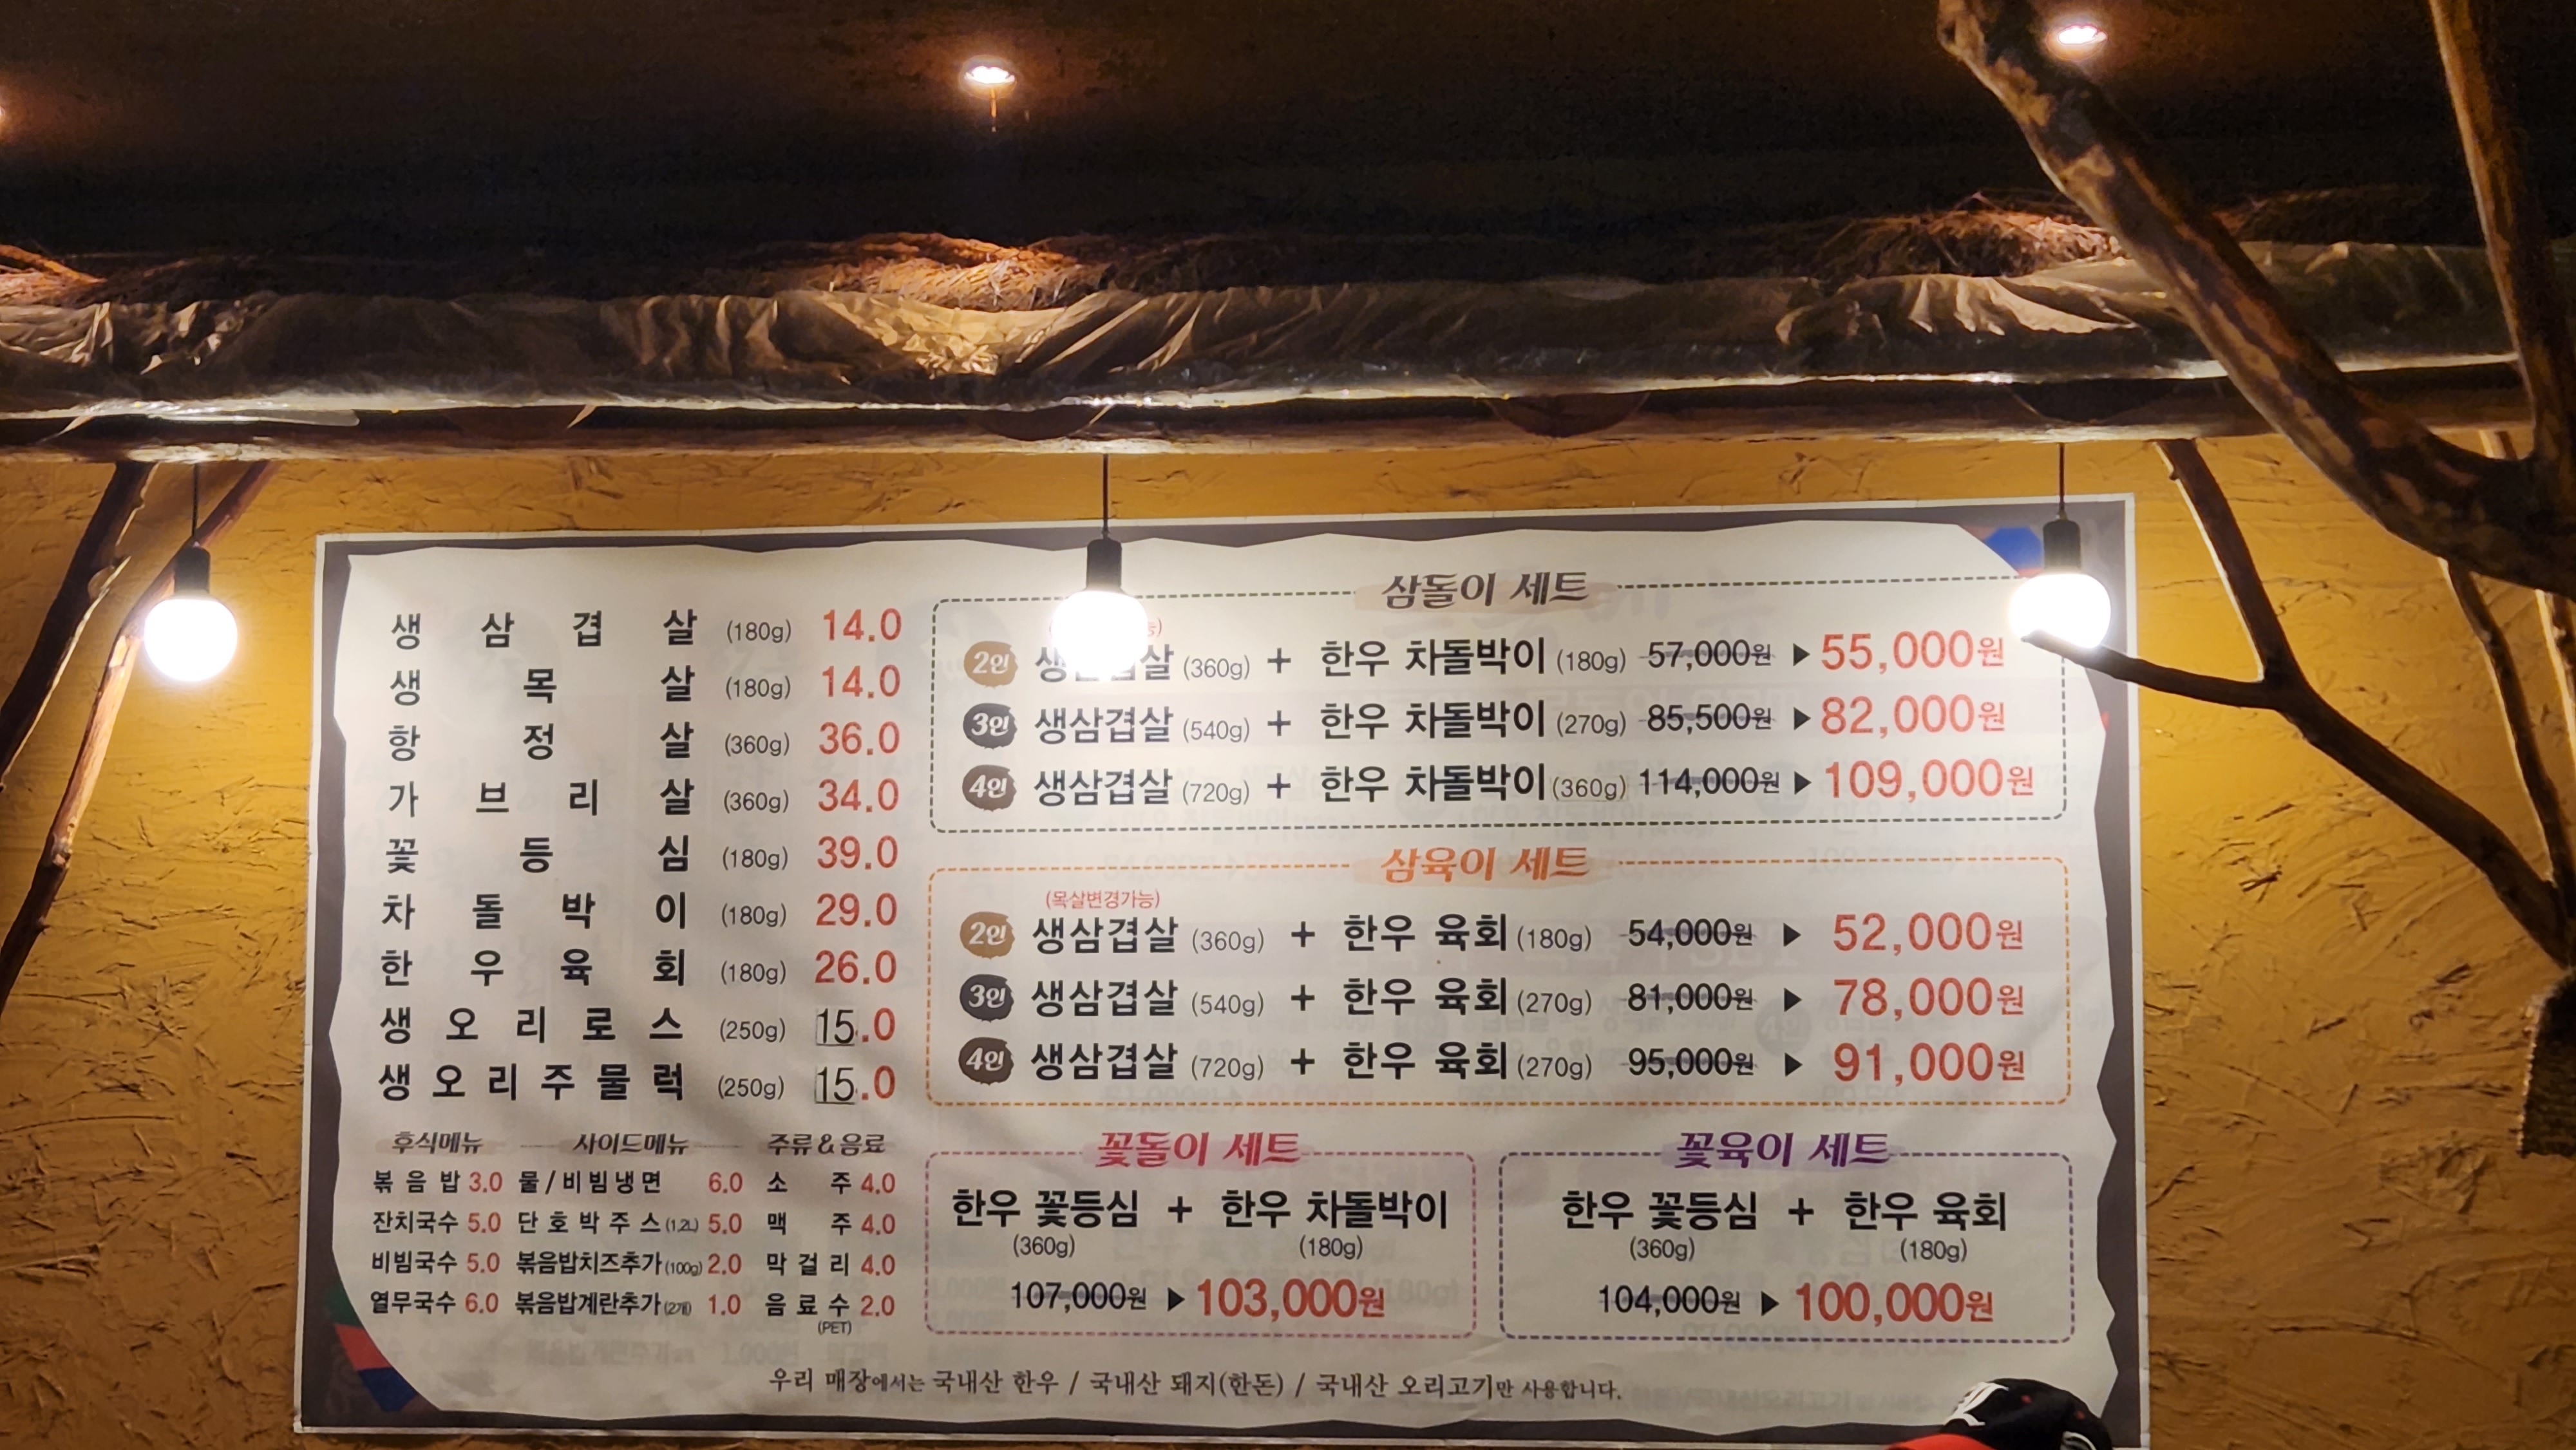 생삼겹살 (180g) 14.0
생목살 (180g) 14.0
항정살 (360g) 36.0
가브리살 (360g) 34.0
꽃등심 (180g) 39.0
차돌박이 (180g) 29.0
한우육회 (180g) 26.0
생오리로스 (250g) 15.0
생오리주물럭 (250g) 15.0
후식메뉴
볶음밥 3.0
잔치국수 5.0
비빔국수 5.0
열무국수 6.0
사이드메뉴
물/비빔냉면 6.0
단호박주스(1.2L) 5.0
볶음밥치즈추가(100g) 2.0
볶음밥계란추가(2개) 1.0
주류&음료
소주 4.0
맥주 4.0
막걸리 4.0
음료수 2.0
(PET)
삼돌이 세트
2인 (360g) + 한우 차돌박이 (180g) 57,000원 ▶ 55,000원
3인 생삼겹살 (540g) + 한우 차돌박이 (270g) 85,500원 ▶ 82,000원
4인 생삼겹살 (720g) + 한우 차돌박이 (360g) 114,000원 ▶ 109,000원
삼육이 세트
(목살변경가능)
2인 생삼겹살 (360g) + 한우 육회 (180g) 54,000원 ▶ 52,000원
3인 생삼겹살 (540g) + 한우 육회 (270g) 81,000원 ▶ 78,000원
4인 생삼겹살 (720g) + 한우 육회 (270g) 95,000원 ▶ 91,000원
꽃돌이 세트
한우 꽃등심 + 한우 차돌박이
(360g) (180g)
107,000원 ▶ 103,000원
꽃육이 세트
한우 꽃등심 + 한우 육회
(360g) (180g)
104,000원 ▶ 100,000원
우리 매장에서는 국내산 한우 / 국내산 돼지(한돈) / 국내산 오리고기만 사용합니다.